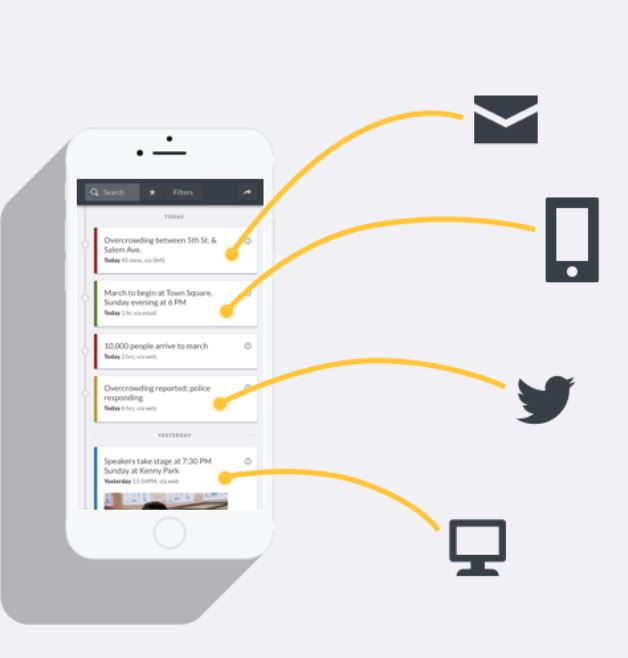 Search
Filters
TODAY
Overcrowding between 5th St. &
Salem Ave.
Today 45 mins, via SMS
March to begin at Town Square,
Sunday evening at 6 PM
Today 1 hr, via email
10,000 people arrive to march
Today 2 hrs, via web
Overcrowding reported; police
responding
Today 6 hrs, via web
YESTERDAY
Speakers take stage at 7:30 PM
Sunday at Kenny Park
Yesterday 11:54PM, via web